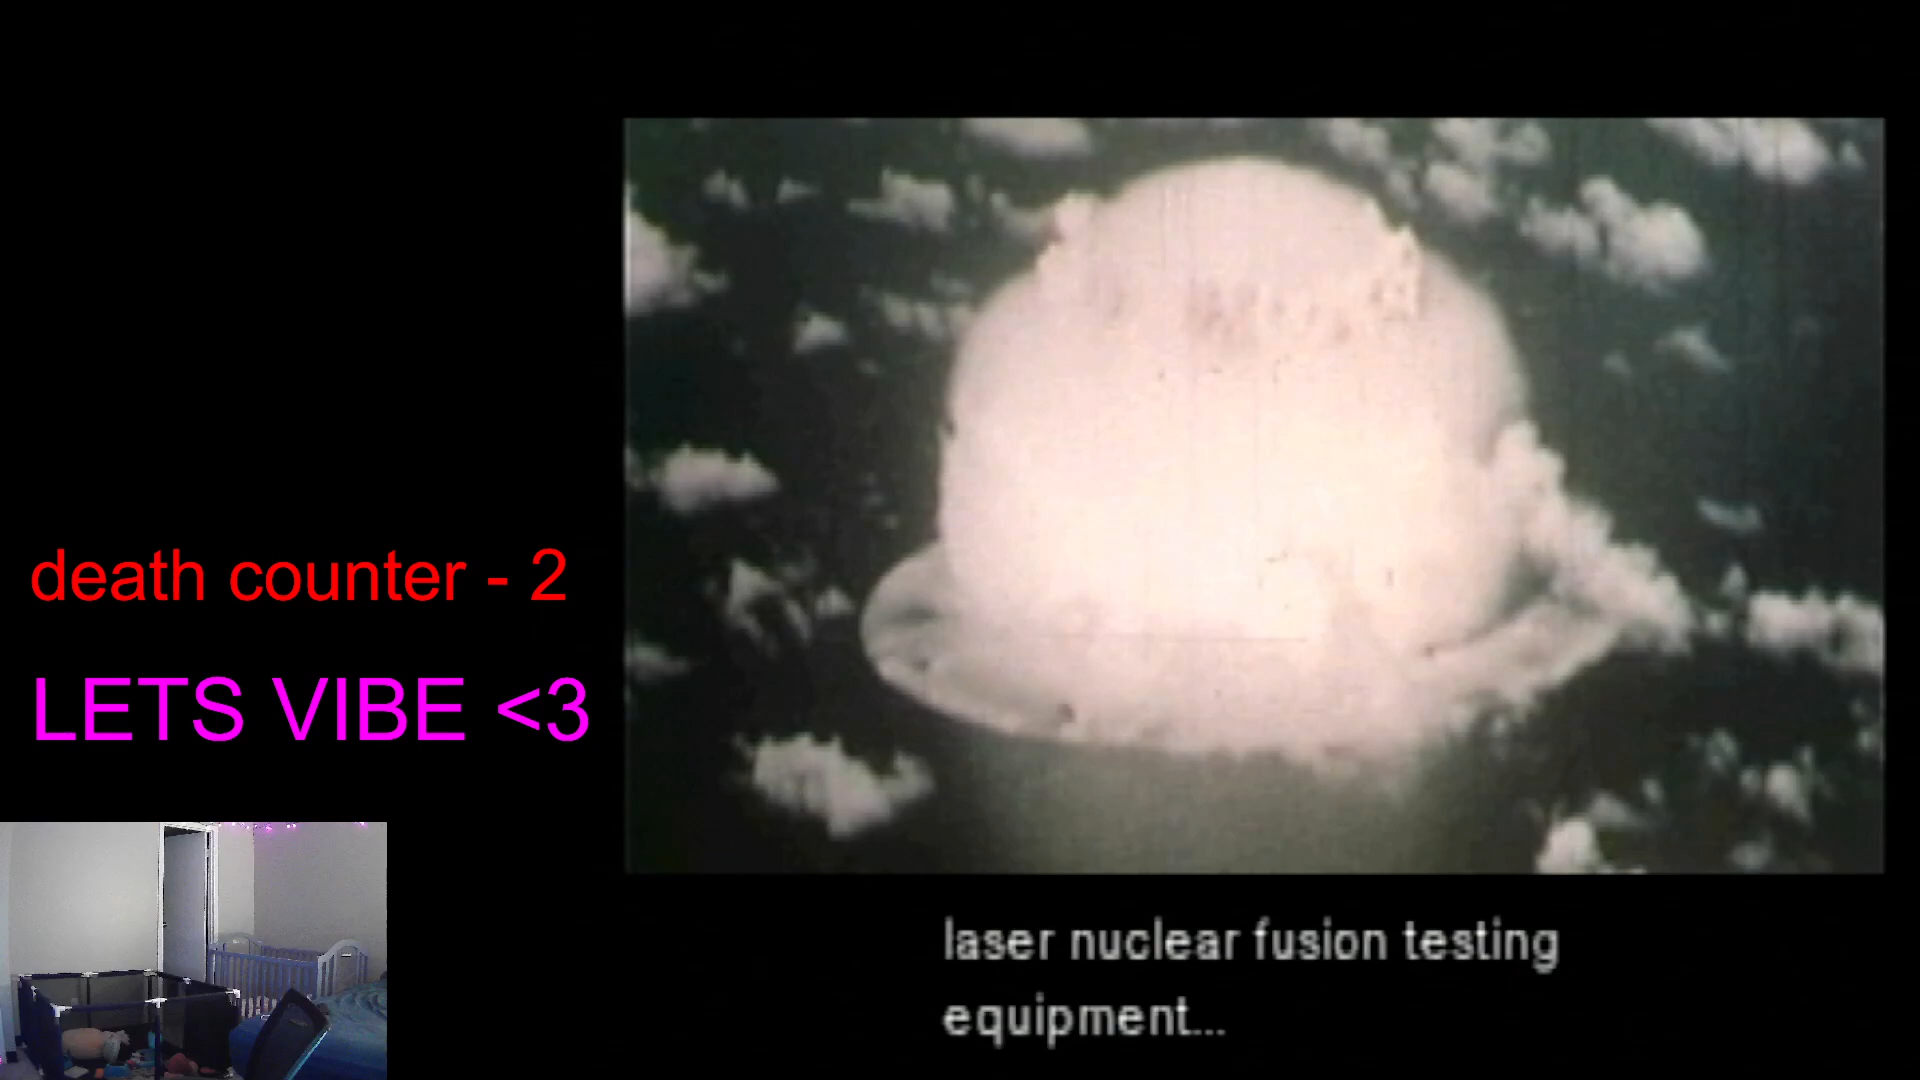 death counter - 2
LETS VIBE <3
laser nuclear fusion testing
equipment...